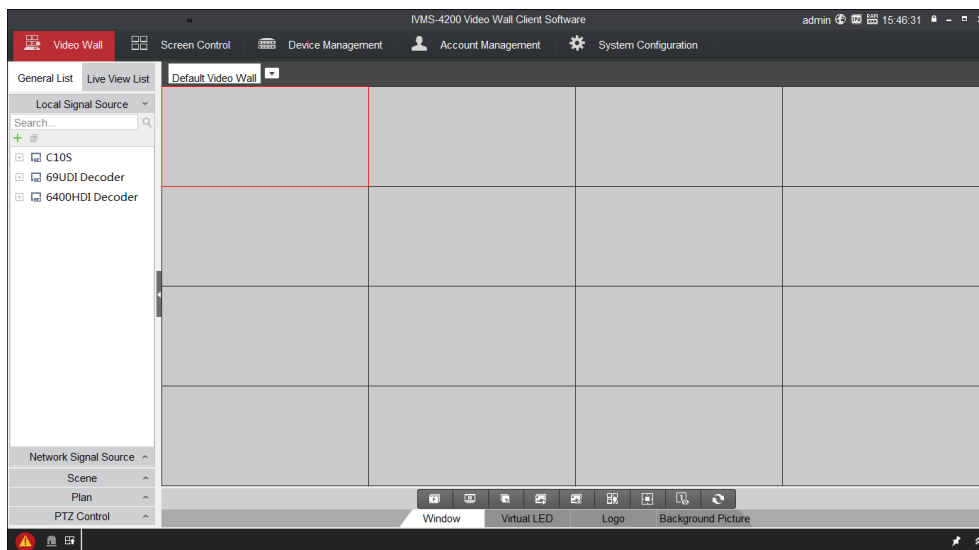 » IVMS-4200 Video Wall Client Software admin 15:46:31
Video Wall Screen Control Device Management Account Management System Configuration
General List Live View List Default Video Wall
Local Signal Source
Search...
C10S
69UDI Decoder
6400HDI Decoder
Network Signal Source
Scene
Plan
PTZ Control
Window Virtual LED Logo Background Picture